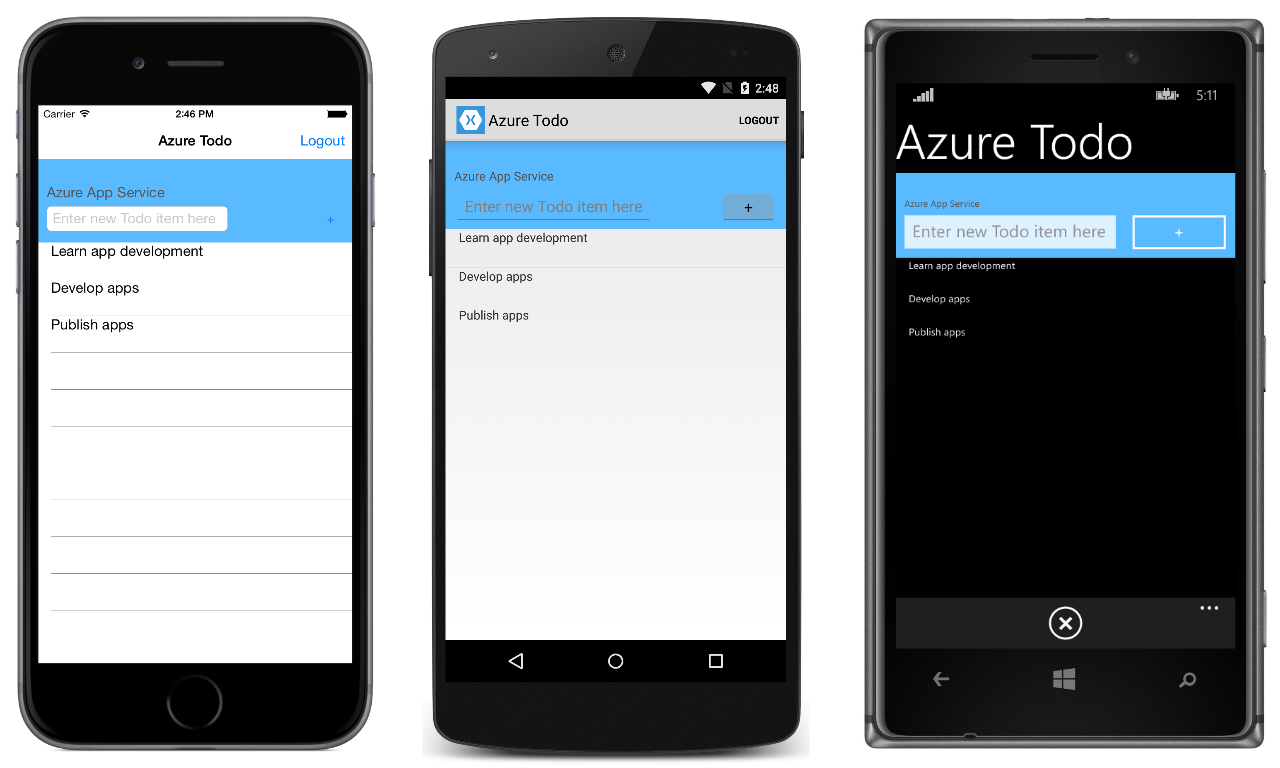 Carrier 2:46 PM
Azure Todo Logout
Azure App Service
Enter new Todo item here +
Learn app development
Develop apps
Publish apps
2:48
Azure Todo LOGOUT
Azure App Service
Enter new Todo item here +
Learn app development
Develop apps
Publish apps
5:11
Azure Todo
Azure App Service
Enter new Todo item here +
Learn app development
Develop apps
Publish apps